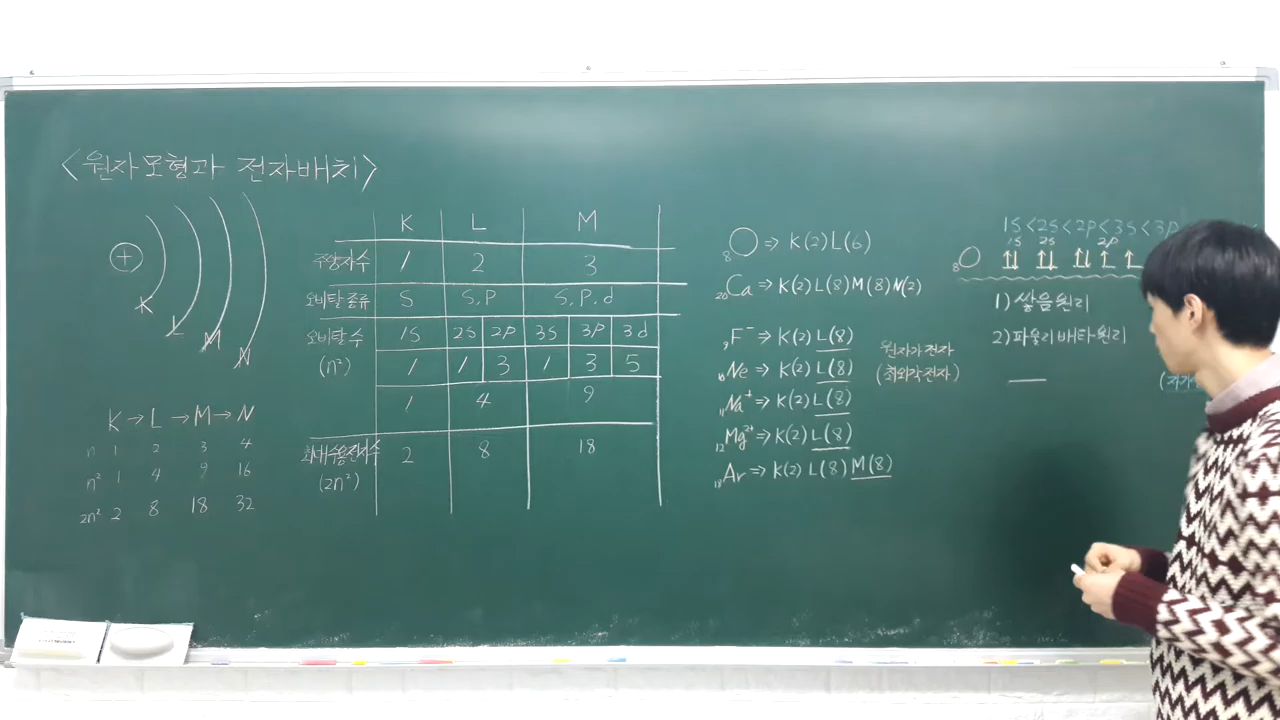 <원자모형과 전자배치>
+
K
L
M
N
K → L → M → N
n 1 2 3 4
n² 1 4 9 16
2n² 2 8 18 32
K L M
주양자수 1 2 3
오비탈종류 S S.P S.P.d
오비탈수 1S 2S 2P 3S 3P 3d
(n²) 1 1 3 1 3 5
1 4 9
최대수용전자수 2 8 18
(2n²)
₈O ⇒ K(2) L(6)
₂₀Ca ⇒ K(2) L(8) M(8) N(2)
₉F⁻ ⇒ K(2) L(8)
₁₀Ne ⇒ K(2) L(8)
₁₁Na⁺ ⇒ K(2) L(8)
₁₂Mg²⁺ ⇒ K(2) L(8)
₁₈Ar ⇒ K(2) L(8) M(8)
원자가 전자
(최외각전자)
1S<2S<2P<3S<3P
1S 2S 2P
₈O ↑↓ ↑↓ ↑↓ ↑ ↑
1) 쌓음원리
2) 파울리 배타원리